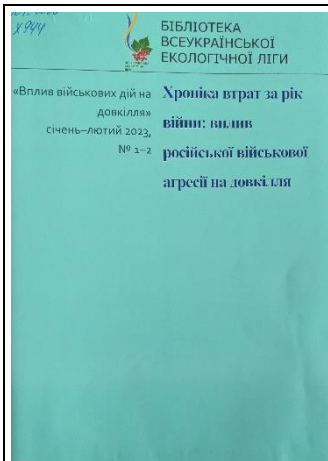 Х 944
БІБЛІОТЕКА
ВСЕУКРАЇНСЬКОЇ
ЕКОЛОГІЧНОЇ ЛІГИ
«Вплив військових дій на
довкілля»
січень–лютий 2023,
№ 1–2
Хроніка втрат за рік
війни: вплив
російської військової
агресії на довкілля